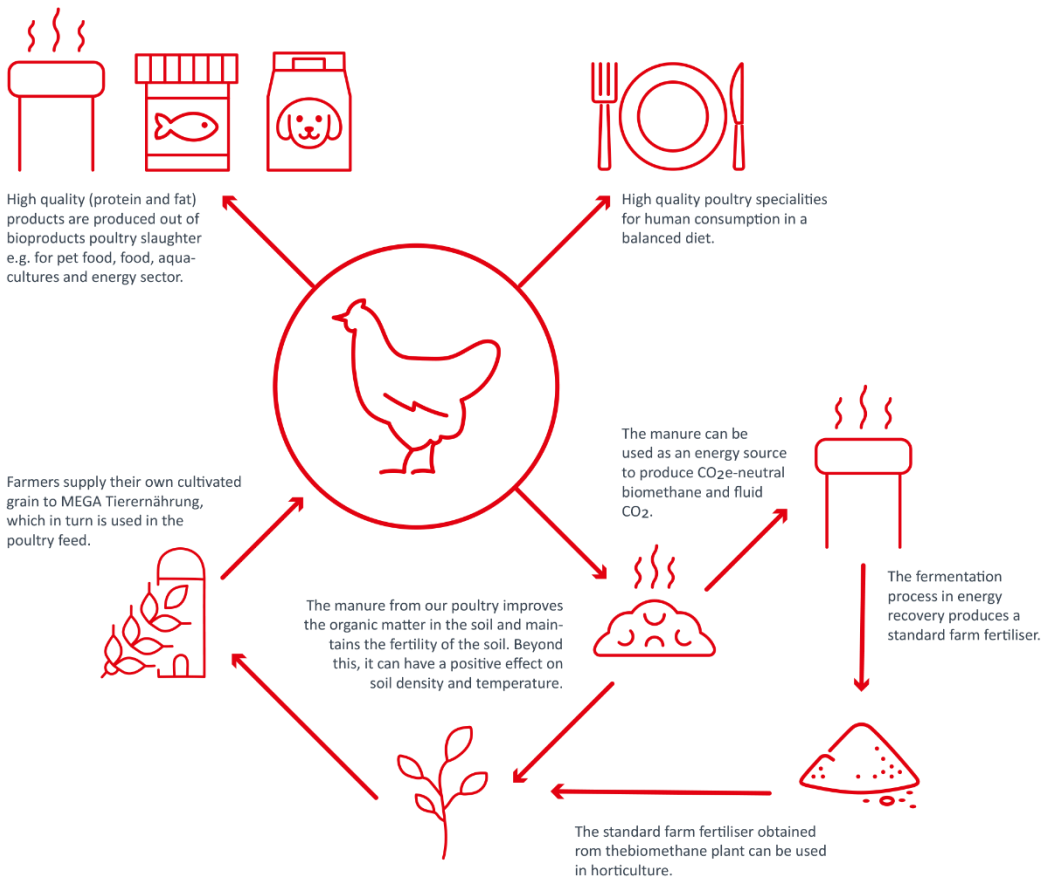 High quality (protein and fat)
products are produced out of
bioproducts poultry slaughter
e.g. for pet food, food, aqua-
cultures and energy sector.
High quality poultry specialities
for human consumption in a
balanced diet.
The manure can be
used as an energy source
to produce CO2e-neutral
biomethane and fluid
CO2.
Farmers supply their own cultivated
grain to MEGA Tierernährung,
which in turn is used in the
poultry feed.
The fermentation
process in energy
recovery produces a
standard farm fertiliser.
The manure from our poultry improves
the organic matter in the soil and main-
tains the fertility of the soil. Beyond
this, it can have a positive effect on
soil density and temperature.
The standard farm fertiliser obtained
rom thebiomethane plant can be used
in horticulture.